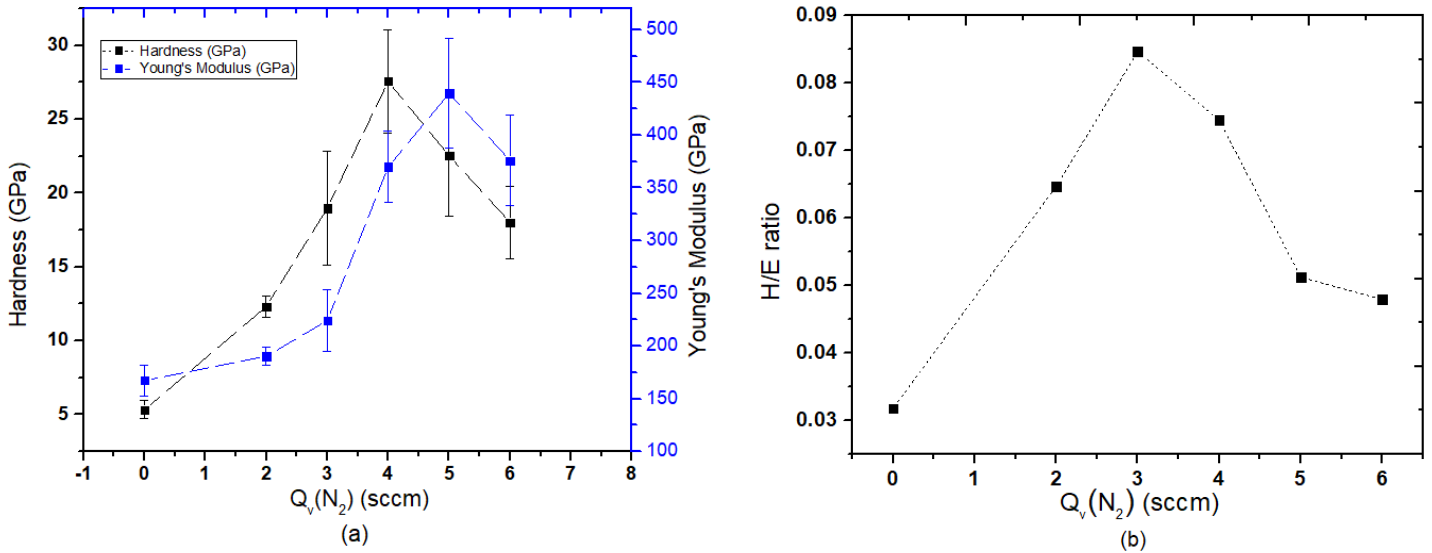 Hardness (GPa)
Young's Modulus (GPa)
30
25
20
15
10
5
Hardness (GPa)
500
450
400
350
300
250
200
150
100
Young's Modulus (GPa)
-1 0 1 2 3 4 5 6 7 8
Qᵥ(N₂) (sccm)
(a)
0.09
0.08
0.07
0.06
0.05
0.04
0.03
H/E ratio
0 1 2 3 4 5 6
Qᵥ(N₂) (sccm)
(b)